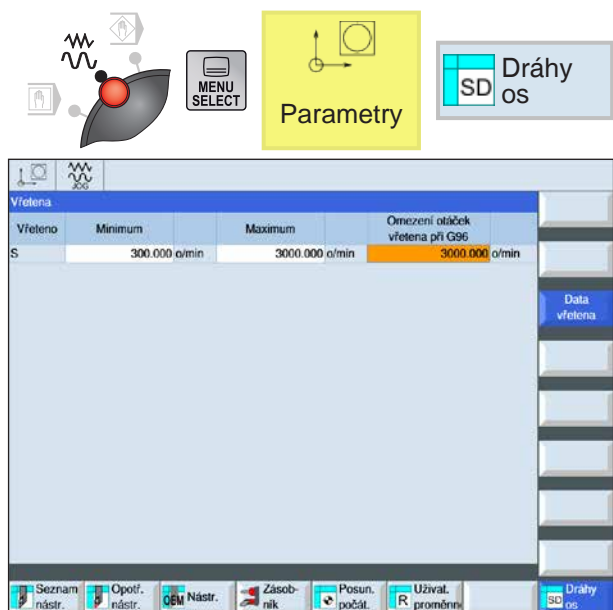 MENU
SELECT
Parametry
SD
Dráhy
os
JOG
Vřetena
Vřeteno
Minimum
Maximum
Omezení otáček
vřetena při G96
S
300.000 o/min
3000.000 o/min
3000.000 o/min
Data
vřetena
Seznam
nástr.
Opotř.
nástr.
OEM Nástr.
Zásob-
ník
Posun.
počát.
R
Uživat.
proměnn
SD
Dráhy
os